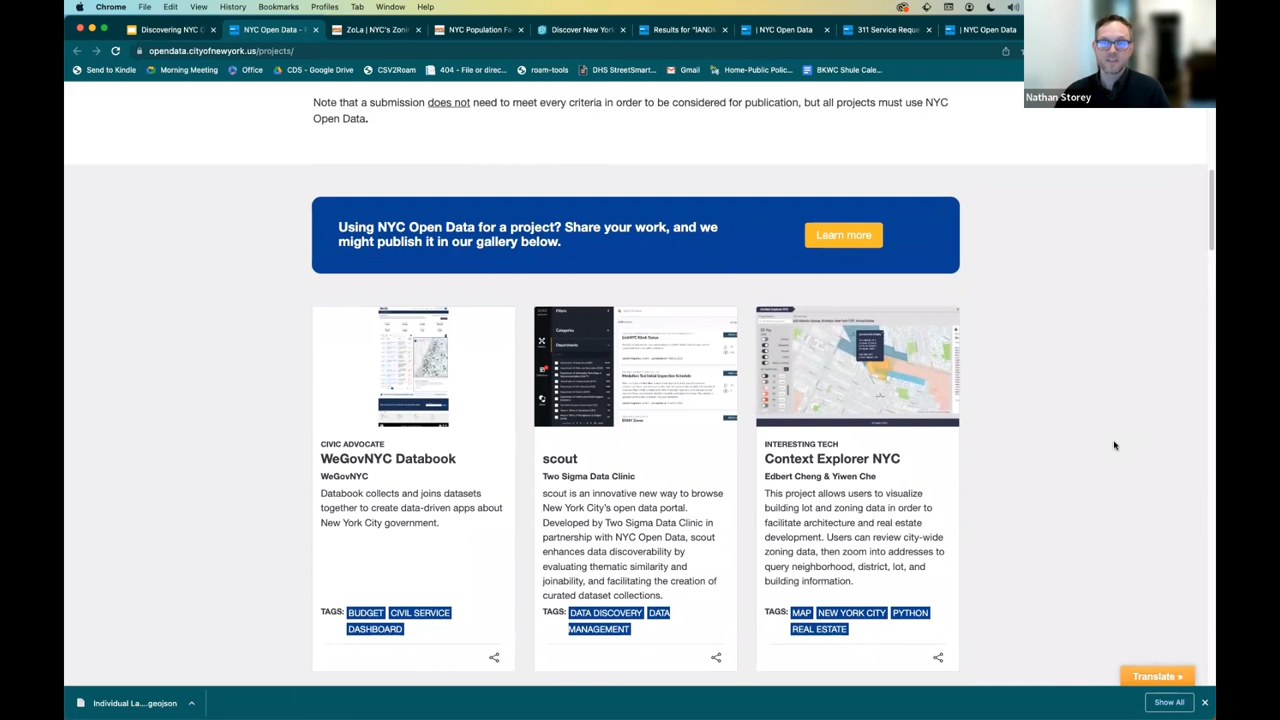 Chrome File Edit View History Bookmarks Profiles Tab Window Help
Discovering NYC O NYC Open Data - ZoLa | NYC's Zoni NYC Population Fa Discover New York Results for "lANDM | NYC Open Data 311 Service Reque | NYC Open Data
opendata.cityofnewyork.us/projects/
Send to Kindle Morning Meeting Office CDS - Google Drive CSV2Roam 404 - File or direc... roam-tools DHS StreetSmart... Gmail Home-Public Polic... BKWC Shule Cale...
Nathan Storey
Note that a submission does not need to meet every criteria in order to be considered for publication, but all projects must use NYC
Open Data.
Using NYC Open Data for a project? Share your work, and we
might publish it in our gallery below.
Learn more
CIVIC ADVOCATE
WeGovNYC Databook
WeGovNYC
Databook collects and joins datasets
together to create data-driven apps about
New York City government.
TAGS: BUDGET CIVIL SERVICE
DASHBOARD
Filters
Categories
Departments
scout
Two Sigma Data Clinic
scout is an innovative new way to browse
New York City's open data portal.
Developed by Two Sigma Data Clinic in
partnership with NYC Open Data, scout
enhances data discoverability by
evaluating thematic similarity and
joinability, and facilitating the creation of
curated dataset collections.
TAGS: DATA DISCOVERY DATA
MANAGEMENT
INTERESTING TECH
Context Explorer NYC
Edbert Cheng & Yiwen Che
This project allows users to visualize
building lot and zoning data in order to
facilitate architecture and real estate
development. Users can review city-wide
zoning data, then zoom into addresses to
query neighborhood, district, lot, and
building information.
TAGS: MAP NEW YORK CITY PYTHON
REAL ESTATE
Translate »
Individual La....geojson
Show All